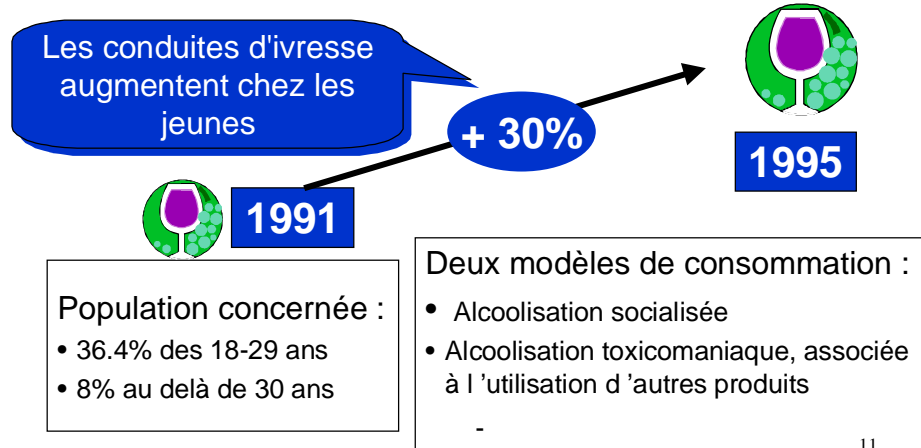 Les conduites d'ivresse
augmentent chez les
jeunes
+ 30%
1995
1991
Population concernée :
• 36.4% des 18-29 ans
• 8% au delà de 30 ans
Deux modèles de consommation :
• Alcoolisation socialisée
• Alcoolisation toxicomaniaque, associée
à l ’utilisation d ’autres produits
-
11